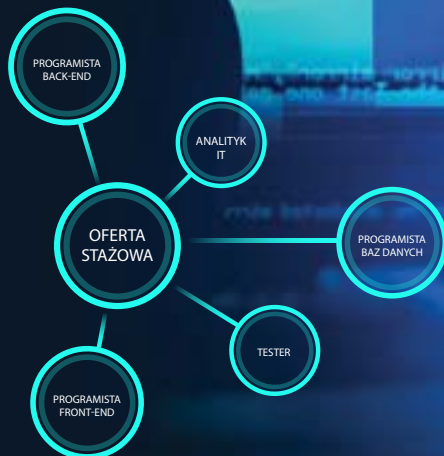 PROGRAMISTA
BACK-END
ANALITYK
IT
OFERTA
STAŻOWA
PROGRAMISTA
BAZ DANYCH
TESTER
PROGRAMISTA
FRONT-END